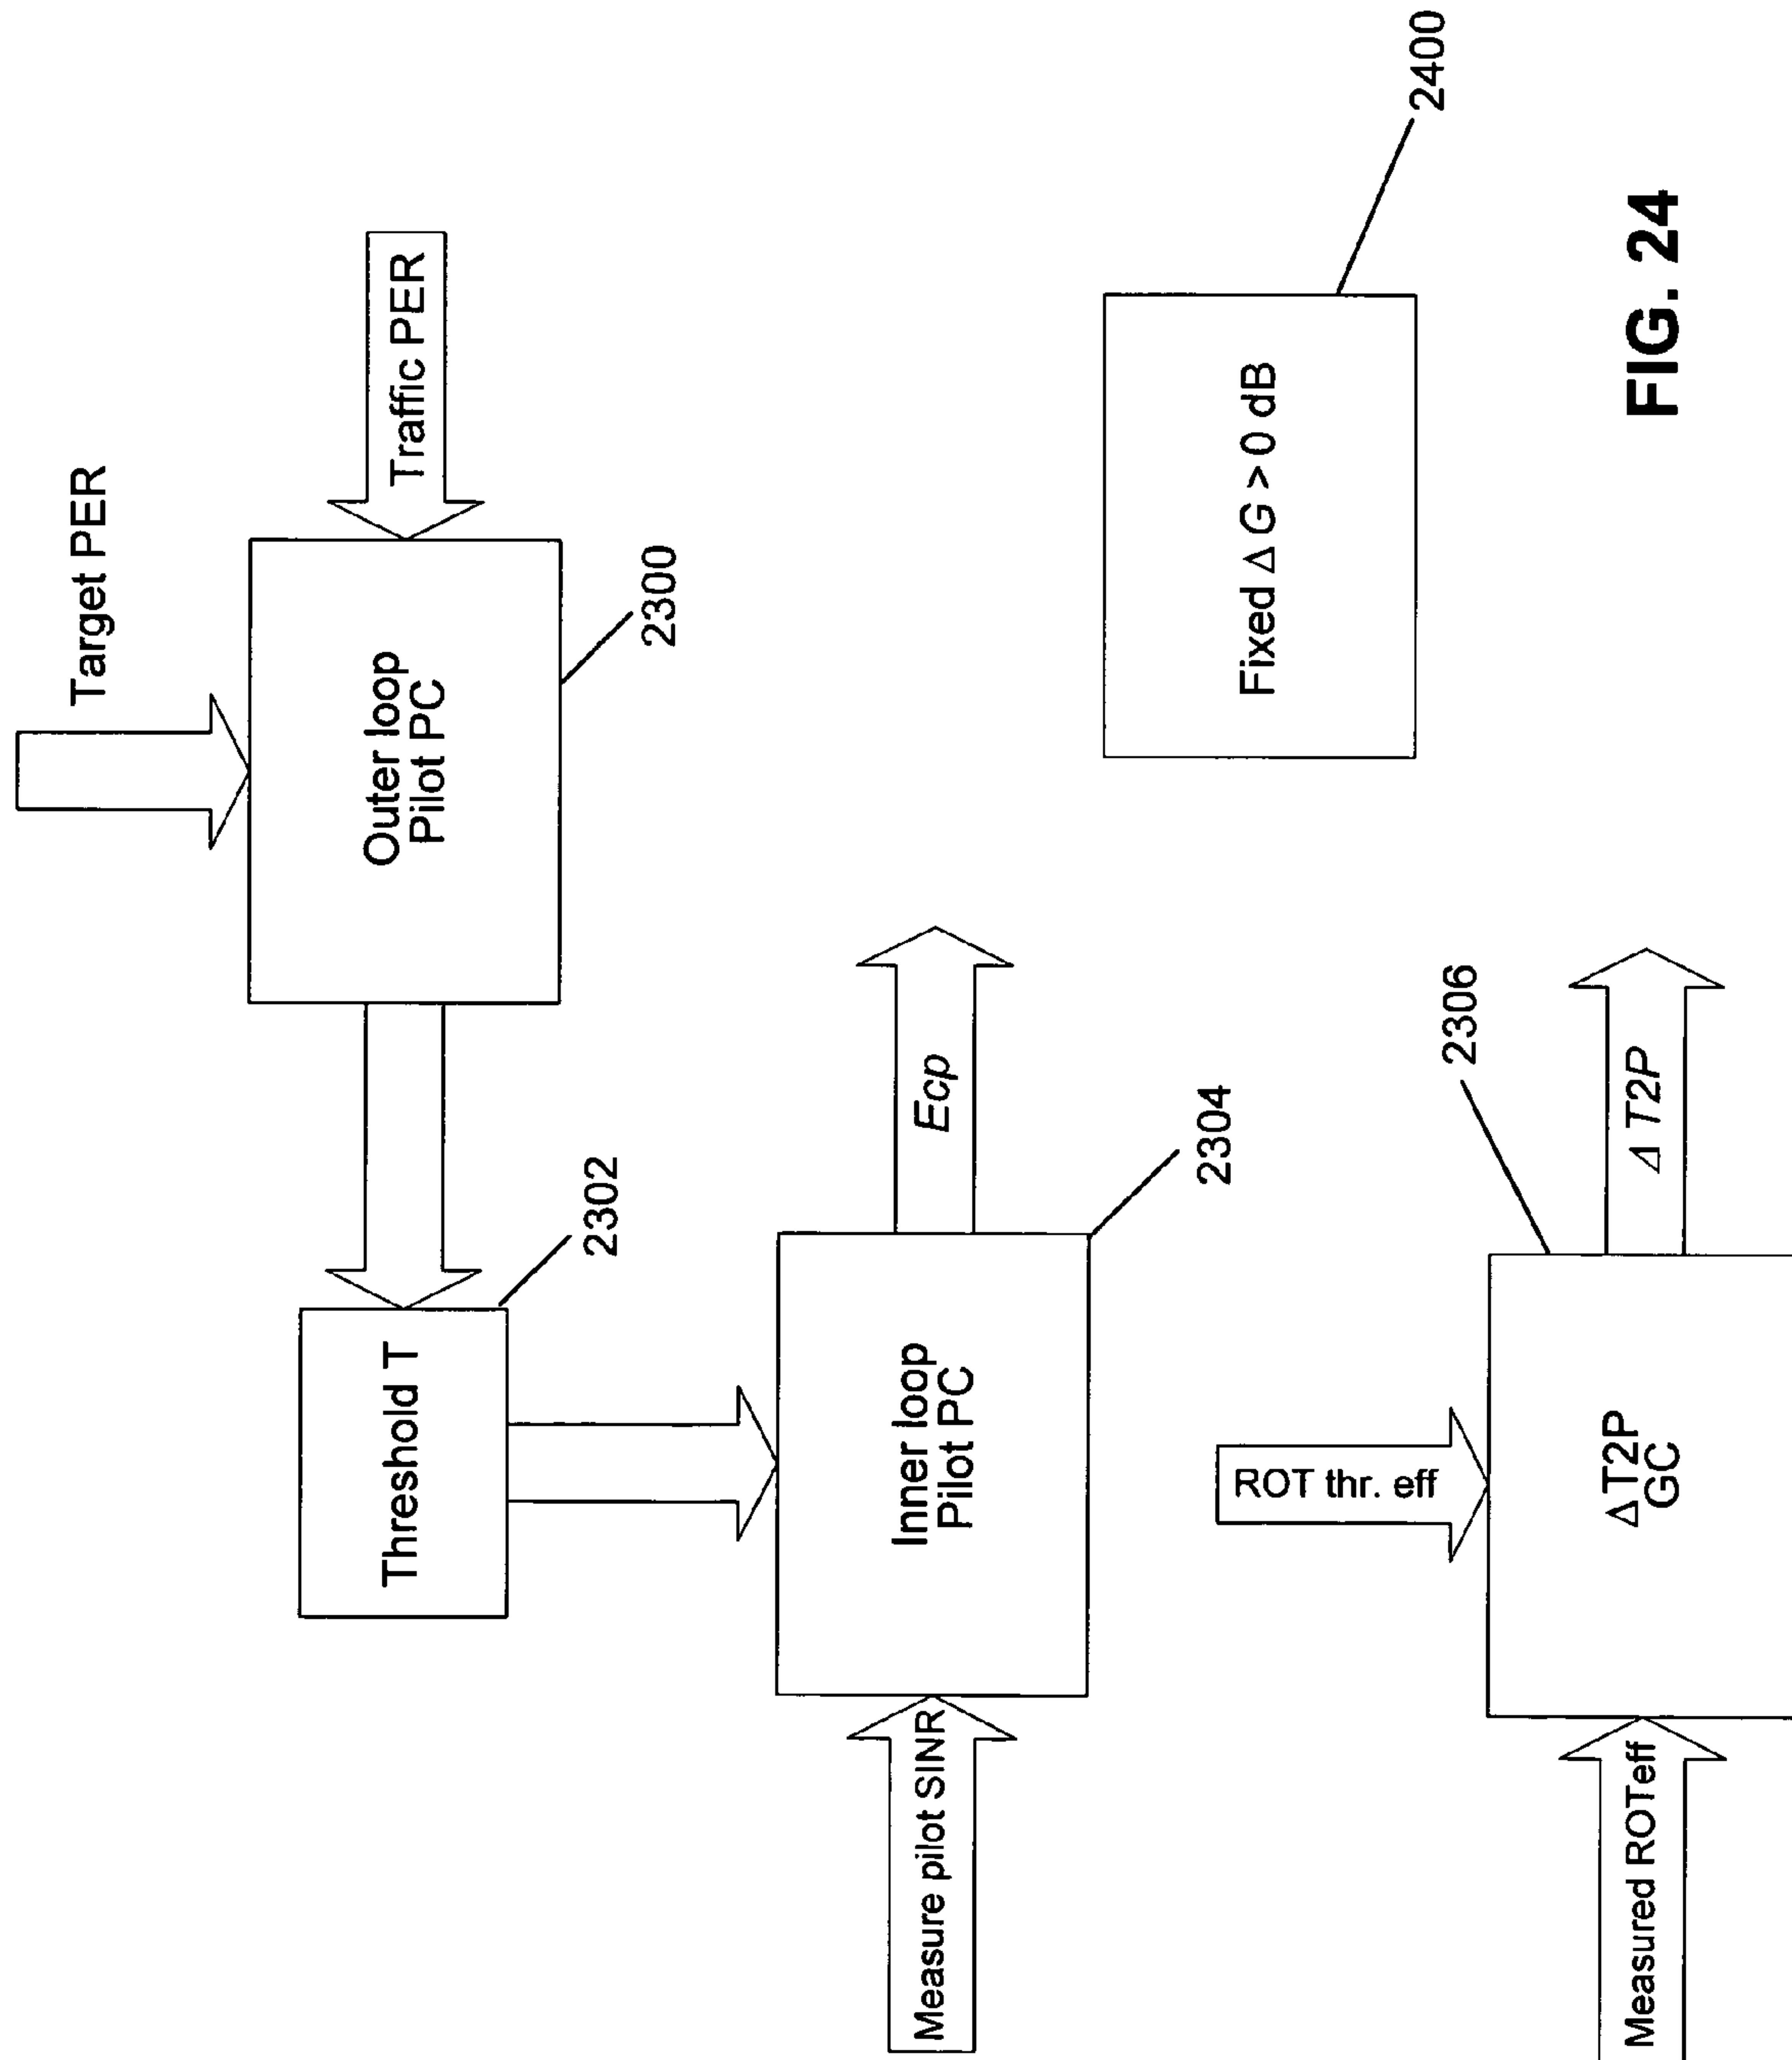 Target PER
Traffic PER
Outer loop
Pilot PC
2300
Threshold T
2302
Measure pilot SINR
Inner loop
Pilot PC
Ecp
2304
Fixed Δ G > 0 dB
2400
ROT thr. eff
Measured ROTeff
ΔT2P
GC
Δ T2P
2306
FIG. 24